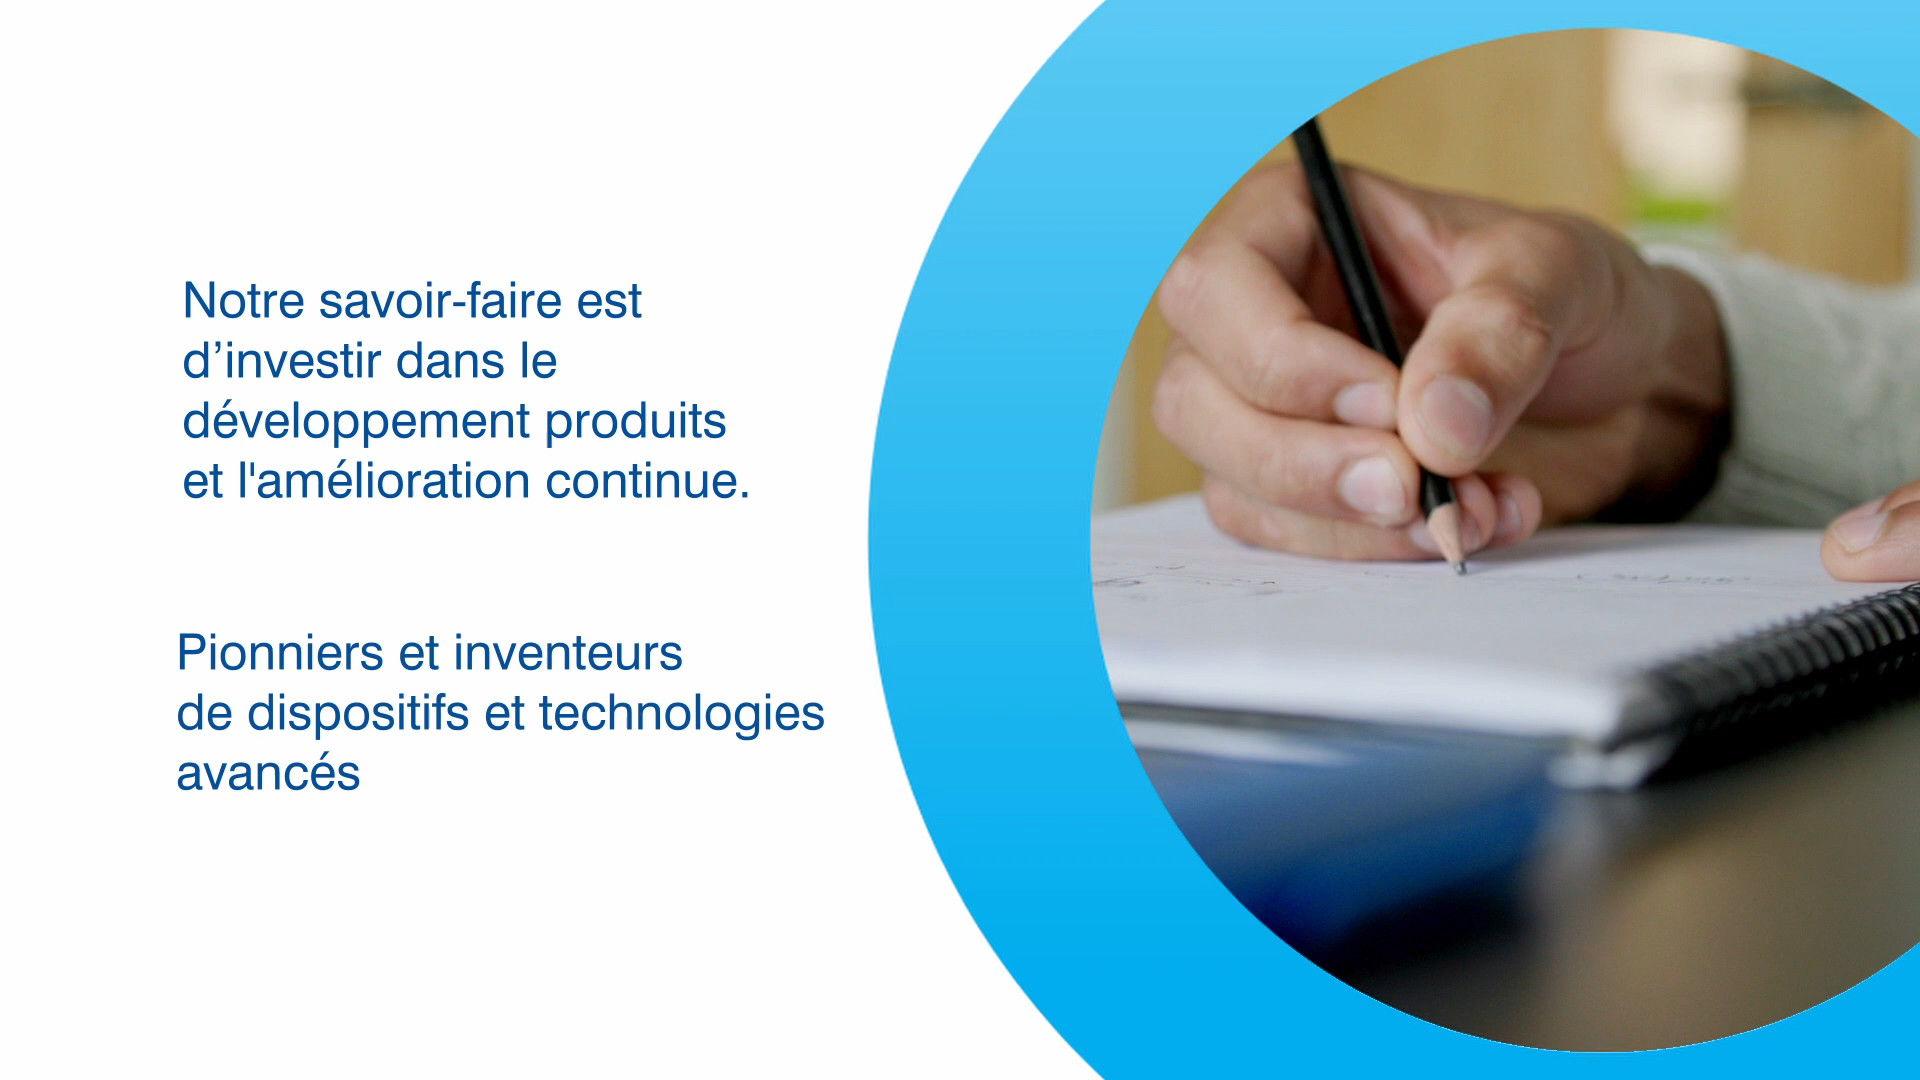 Notre savoir-faire est
d’investir dans le
développement produits
et l'amélioration continue.
Pionniers et inventeurs
de dispositifs et technologies
avancés